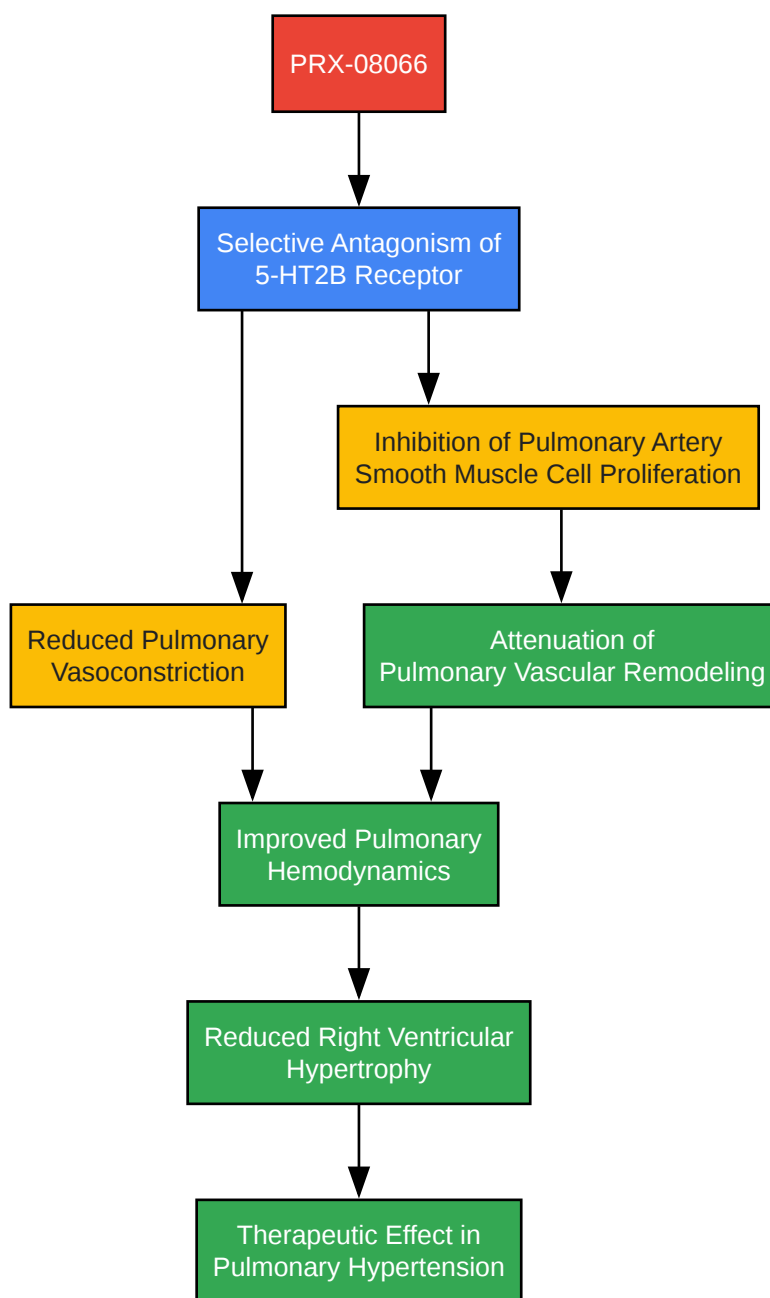 PRX-08066
Selective Antagonism of
5-HT2B Receptor
Inhibition of Pulmonary Artery
Smooth Muscle Cell Proliferation
Reduced Pulmonary
Vasoconstriction
Attenuation of
Pulmonary Vascular Remodeling
Improved Pulmonary
Hemodynamics
Reduced Right Ventricular
Hypertrophy
Therapeutic Effect in
Pulmonary Hypertension